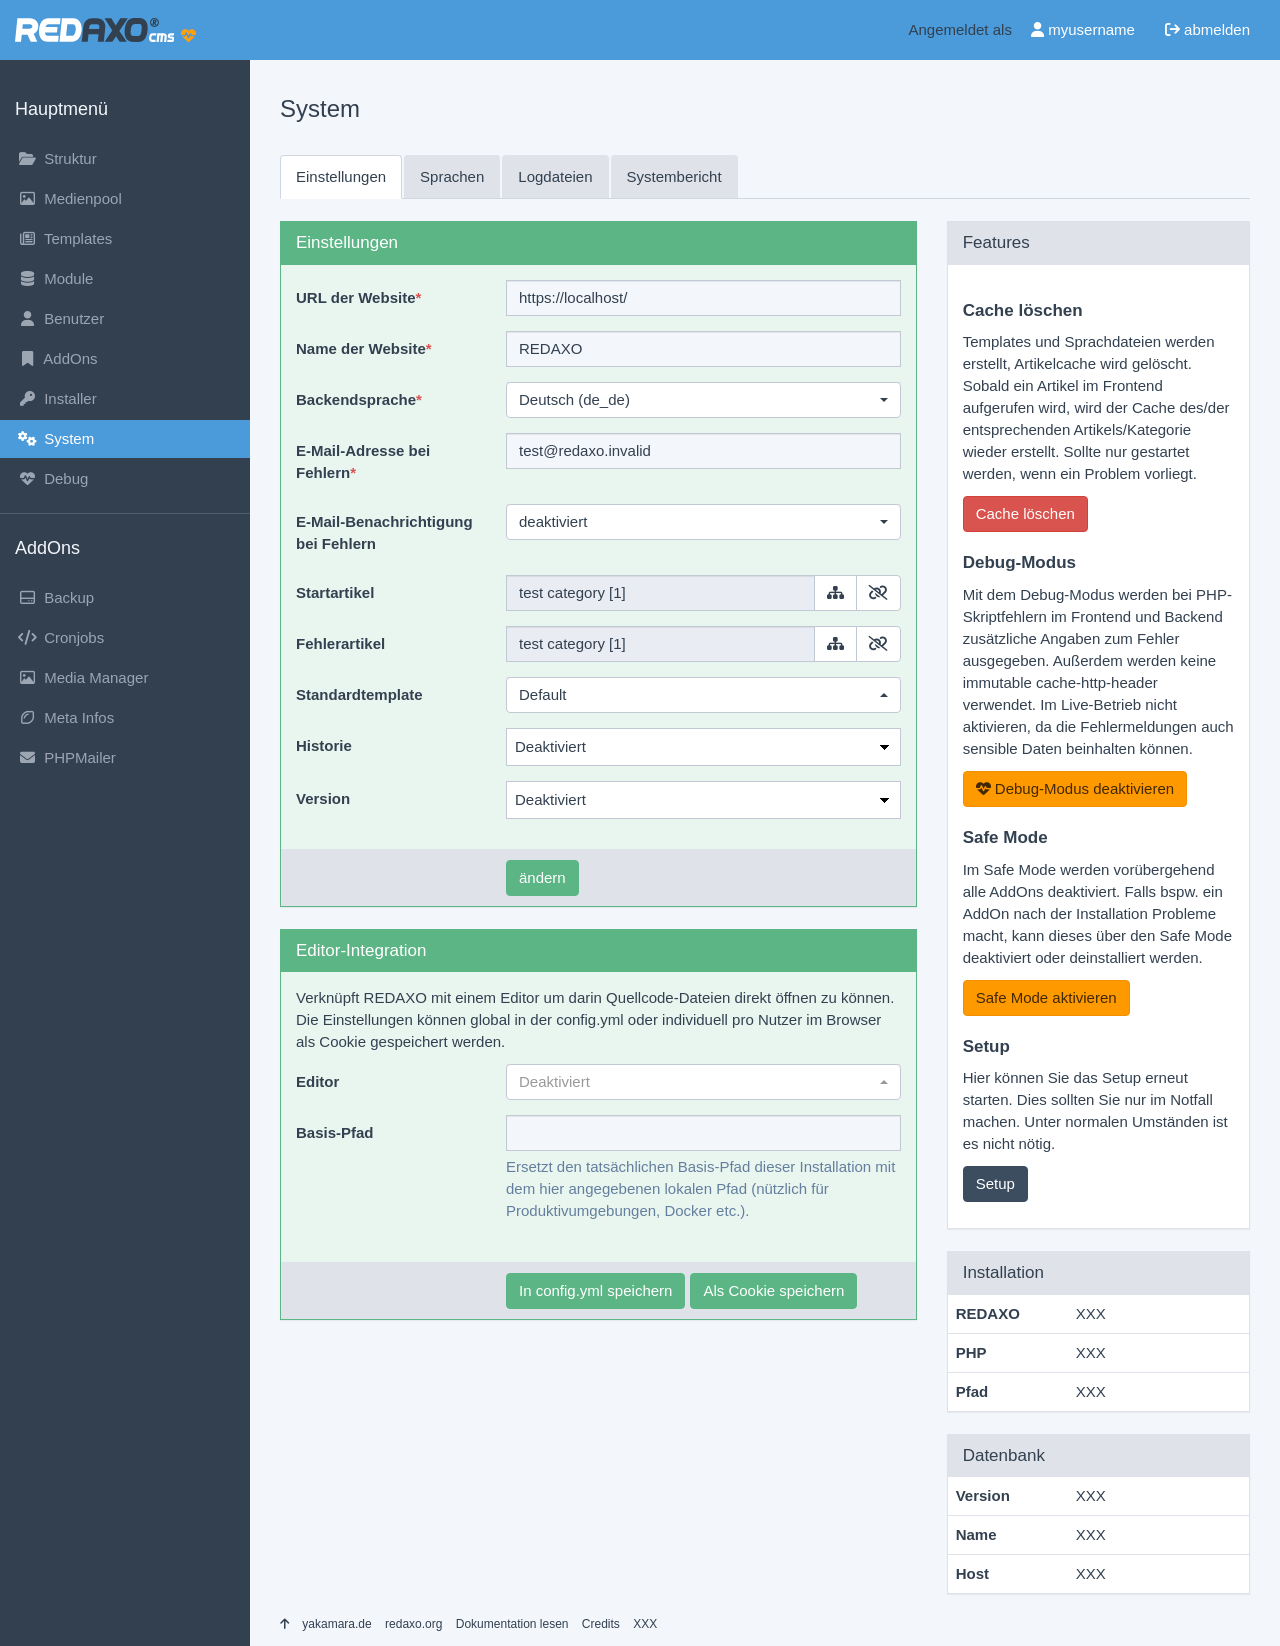 REDAXO® cms
Angemeldet als myusername abmelden
Hauptmenü
Struktur
Medienpool
Templates
Module
Benutzer
AddOns
Installer
System
Debug
AddOns
Backup
Cronjobs
Media Manager
Meta Infos
PHPMailer
System
Einstellungen Sprachen Logdateien Systembericht
Einstellungen
URL der Website* https://localhost/
Name der Website* REDAXO
Backendsprache* Deutsch (de_de)
E-Mail-Adresse bei test@redaxo.invalid
Fehlern*
E-Mail-Benachrichtigung deaktiviert
bei Fehlern
Startartikel test category [1]
Fehlerartikel test category [1]
Standardtemplate Default
Historie Deaktiviert
Version Deaktiviert
ändern
Editor-Integration
Verknüpft REDAXO mit einem Editor um darin Quellcode-Dateien direkt öffnen zu können.
Die Einstellungen können global in der config.yml oder individuell pro Nutzer im Browser
als Cookie gespeichert werden.
Editor Deaktiviert
Basis-Pfad
Ersetzt den tatsächlichen Basis-Pfad dieser Installation mit
dem hier angegebenen lokalen Pfad (nützlich für
Produktivumgebungen, Docker etc.).
In config.yml speichern Als Cookie speichern
Features
Cache löschen
Templates und Sprachdateien werden
erstellt, Artikelcache wird gelöscht.
Sobald ein Artikel im Frontend
aufgerufen wird, wird der Cache des/der
entsprechenden Artikels/Kategorie
wieder erstellt. Sollte nur gestartet
werden, wenn ein Problem vorliegt.
Cache löschen
Debug-Modus
Mit dem Debug-Modus werden bei PHP-
Skriptfehlern im Frontend und Backend
zusätzliche Angaben zum Fehler
ausgegeben. Außerdem werden keine
immutable cache-http-header
verwendet. Im Live-Betrieb nicht
aktivieren, da die Fehlermeldungen auch
sensible Daten beinhalten können.
Debug-Modus deaktivieren
Safe Mode
Im Safe Mode werden vorübergehend
alle AddOns deaktiviert. Falls bspw. ein
AddOn nach der Installation Probleme
macht, kann dieses über den Safe Mode
deaktiviert oder deinstalliert werden.
Safe Mode aktivieren
Setup
Hier können Sie das Setup erneut
starten. Dies sollten Sie nur im Notfall
machen. Unter normalen Umständen ist
es nicht nötig.
Setup
Installation
REDAXO XXX
PHP XXX
Pfad XXX
Datenbank
Version XXX
Name XXX
Host XXX
yakamara.de redaxo.org Dokumentation lesen Credits XXX